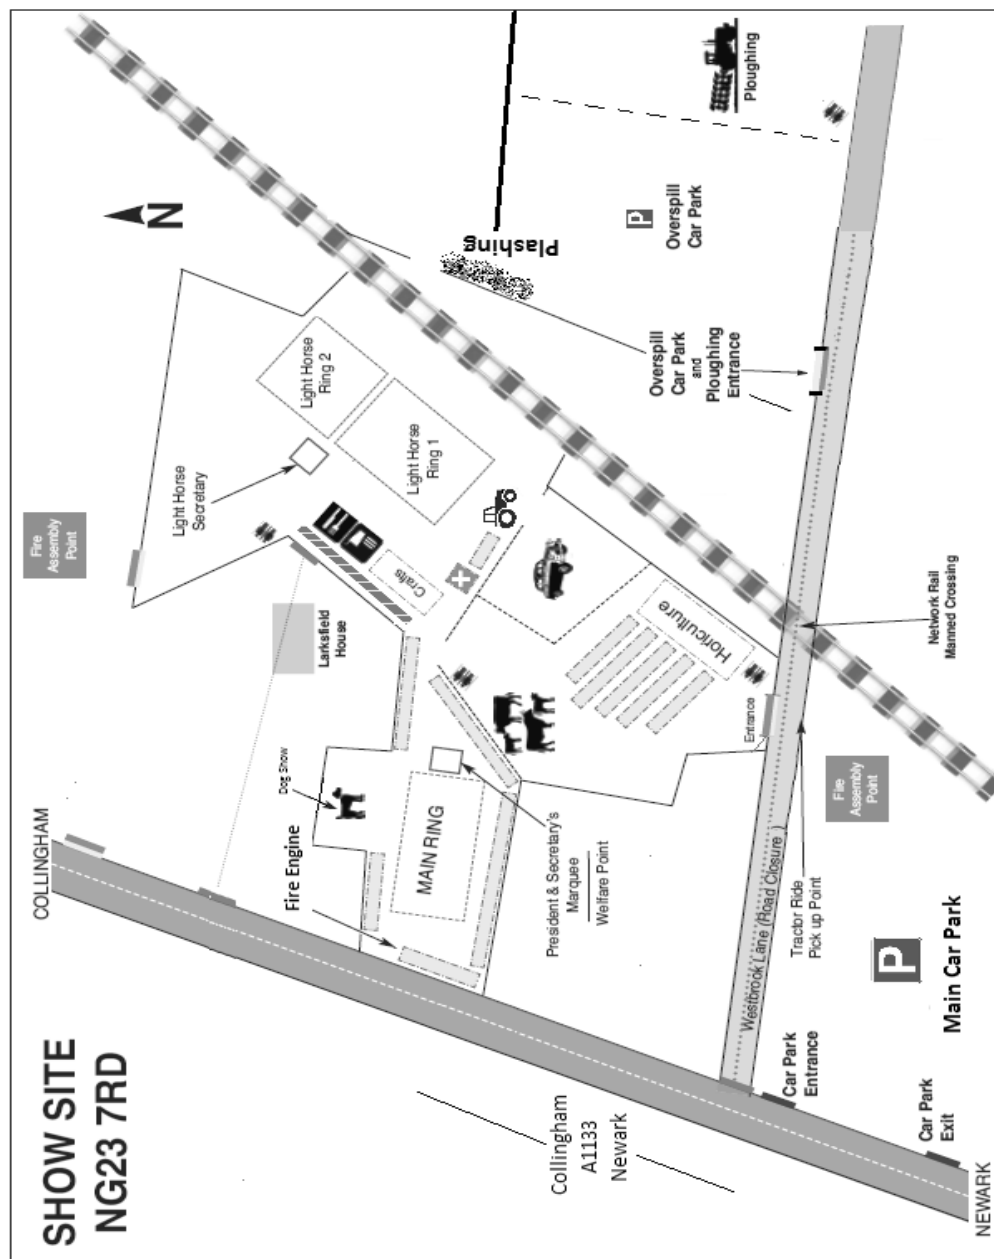 SHOW SITE
NG23 7RD
COLLINGHAM
NEWARK
Collingham
A1133
Newark
Fire
Assembly
Point
N
Light Horse
Secretary
Light Horse
Ring 2
Light Horse
Ring 1
Larksfield
House
Crafts
Dog Show
Fire Engine
MAIN RING
President & Secretary's
Marquee
Welfare Point
Horiculture
Entrance
Plashing
Ploughing
P
Overspill
Car Park
Overspill
Car Park
and
Ploughing
Entrance
Network Rail
Manned Crossing
Fire
Assembly
Point
Westbrook Lane (Road Closure )
Tractor Ride
Pick up Point
P
Main Car Park
Car Park
Entrance
Car Park
Exit